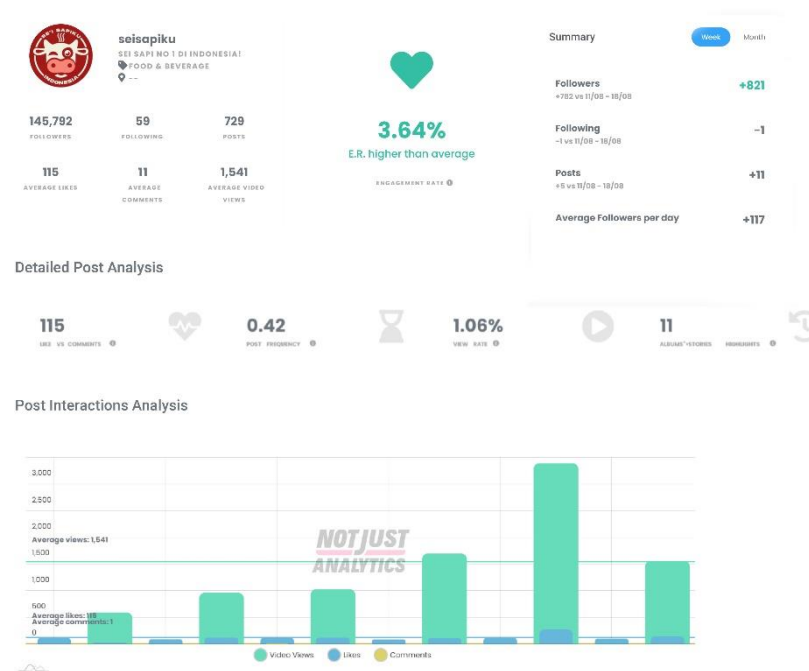 SE'I SAPIKU
INDONESIA
seisapiku
SEI SAPI NO 1 DI INDONESIA!
FOOD & BEVERAGE
--
145,792
FOLLOWERS
59
FOLLOWING
729
POSTS
115
AVERAGE LIKES
11
AVERAGE
COMMENTS
1,541
AVERAGE VIDEO
VIEWS
3.64%
E.R. higher than average
ENGAGEMENT RATE
Summary
Week
Month
Followers
+821
+782 vs 11/08 - 18/08
Following
-1
-1 vs 11/08 - 18/08
Posts
+11
+5 vs 11/08 - 18/08
Average Followers per day
+117
Detailed Post Analysis
115
LIKE VS COMMENTS
0.42
POST FREQUENCY
1.06%
VIEW RATE
11
ALBUMS"STORIES HIGHLIGHTS
Post Interactions Analysis
3,000
2,500
2,000
Average views: 1,541
1,500
1,000
500
Average likes: 115
Average comments: 1
0
NOT JUST
ANALYTICS
Video Views
Likes
Comments